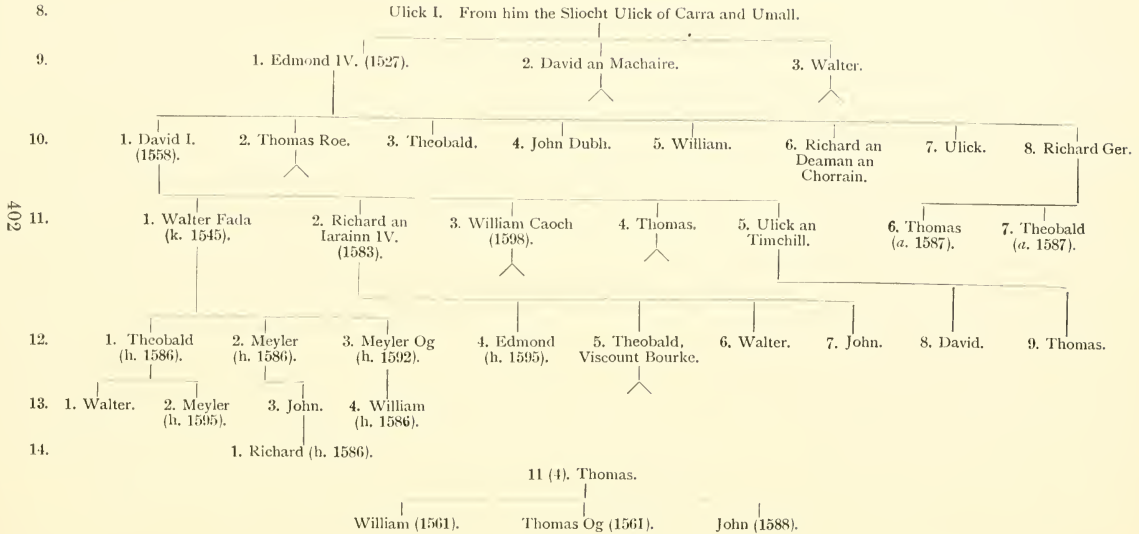 8. Ulick I. From him the Sliocht Ulick of Carra and Umall.
9. 1. Edmond IV. (1527). 2. David an Machaire. 3. Walter.
10. 1. David I. 2. Thomas Roe. 3. Theobald. 4. John Dubh. 5. William. 6. Richard an 7. Ulick. 8. Richard Ger.
(1558). Deaman an
Chorrain.
402
11. 1. Walter Fada 2. Richard an 3. William Caoch 4. Thomas. 5. Ulick an 6. Thomas 7. Theobald
(k. 1545). Iarainn IV. (1598). Timchill. (a. 1587). (a. 1587).
(1583).
12. 1. Theobald 2. Meyler 3. Meyler Og 4. Edmond 5. Theobald, 6. Walter. 7. John. 8. David. 9. Thomas.
(h. 1586). (h. 1586). (h. 1592). (h. 1595). Viscount Bourke.
13. 1. Walter. 2. Meyler 3. John. 4. William
(h. 1595). (h. 1586).
14. 1. Richard (h. 1586).
11 (4). Thomas.
William (1561). Thomas Og (1561). John (1588).